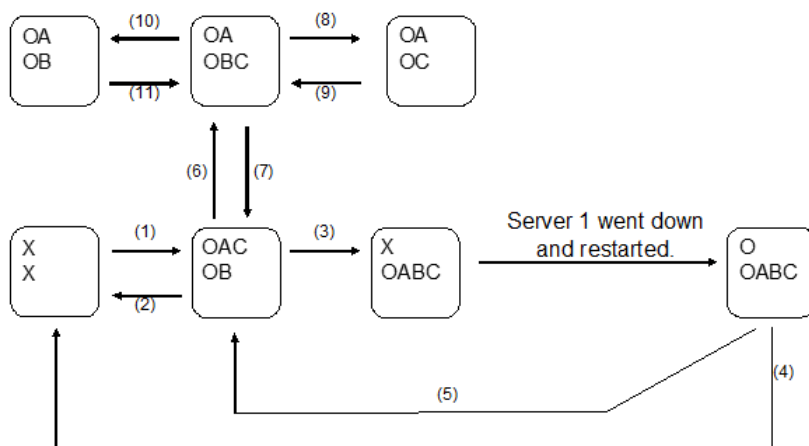 (10)
(8)
OA
OB
OA
OBC
OA
OC
(11)
(9)
(6)
(7)
Server 1 went down
and restarted.
(1)
(3)
X
X
OAC
OB
X
OABC
O
OABC
(2)
(4)
(5)